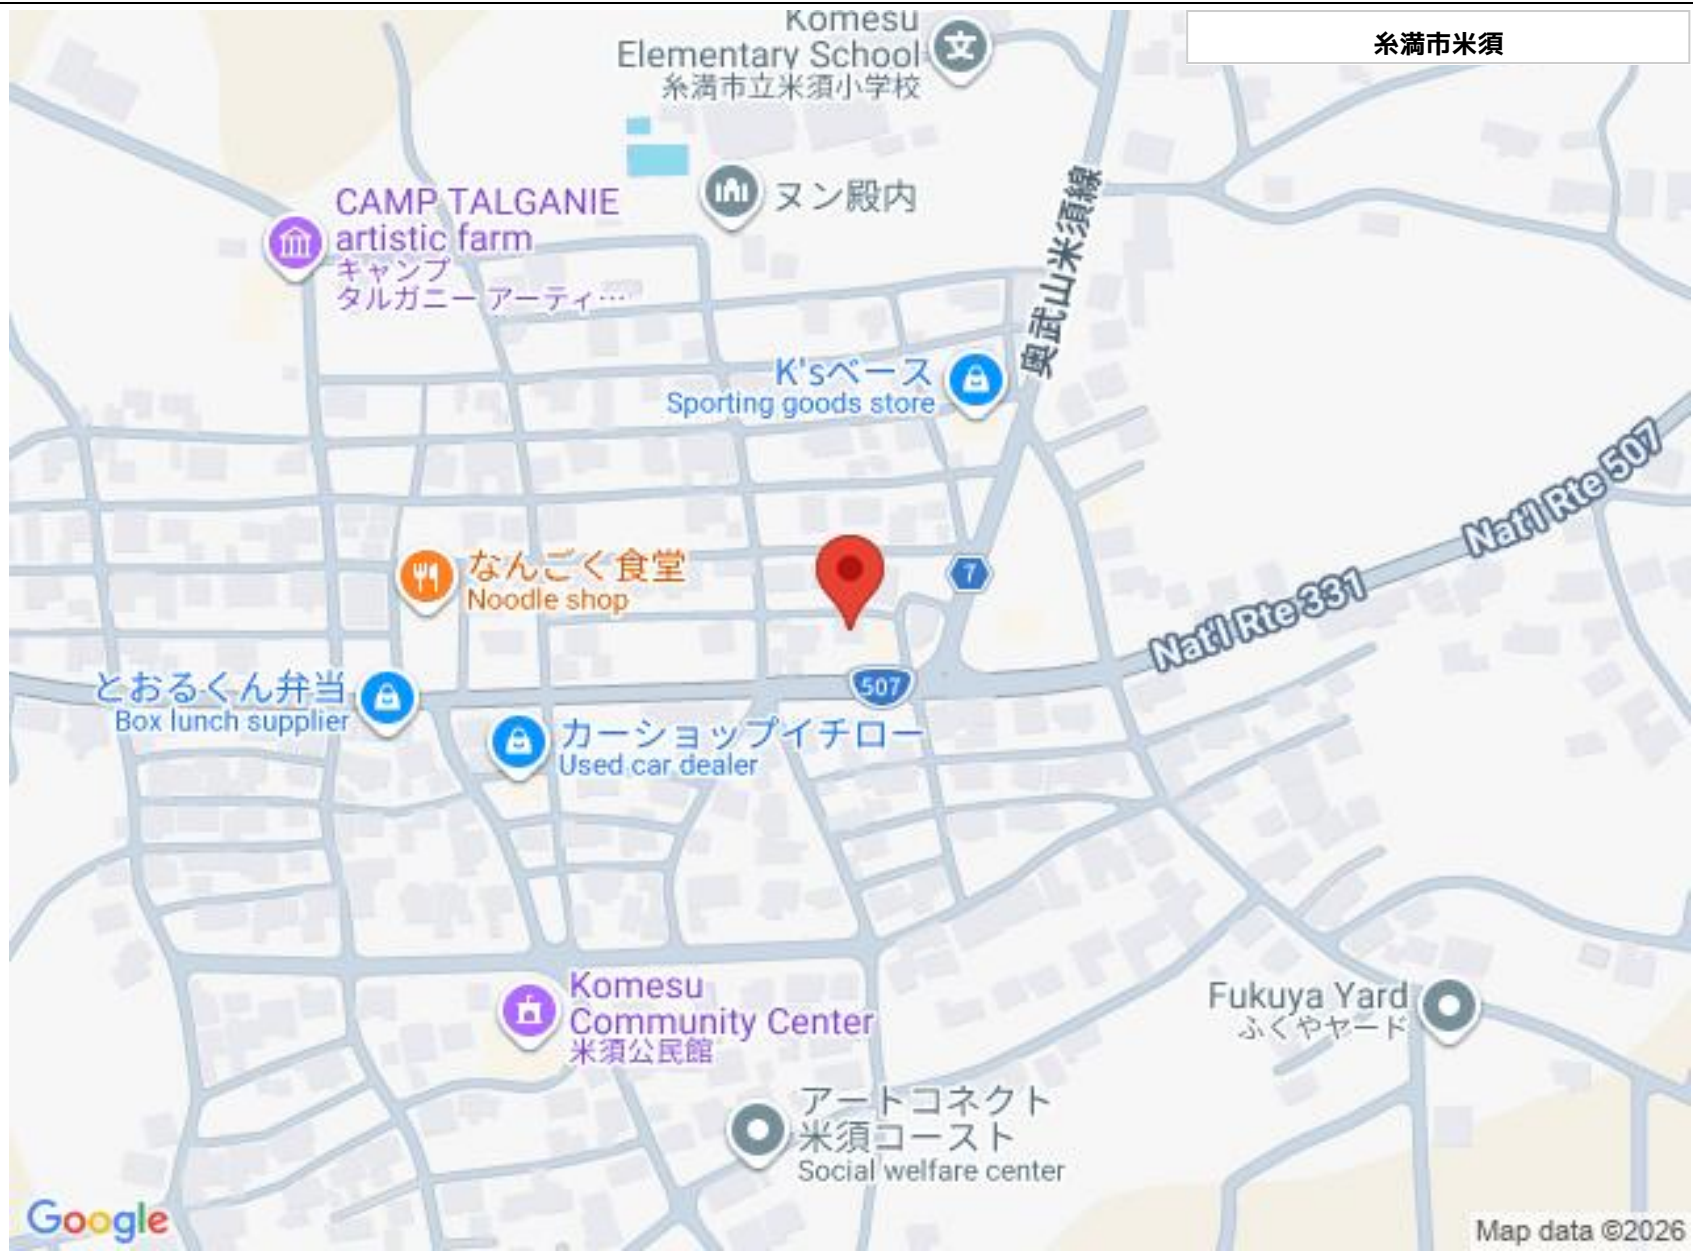 糸満市米須
Komesu
Elementary School
糸満市立米須小学校
ヌン殿内
CAMP TALGANIE
artistic farm
キャンプ
タルガニー アーティ…
奥武山米須線
K'sベース
Sporting goods store
Nat'l Rte 507
なんごく食堂
Noodle shop
7
Nat'l Rte 331
とおるくん弁当
Box lunch supplier
507
カーショップイチロー
Used car dealer
Komesu
Community Center
米須公民館
Fukuya Yard
ふくやヤード
アートコネクト
米須コースト
Social welfare center
Google
Map data ©2026